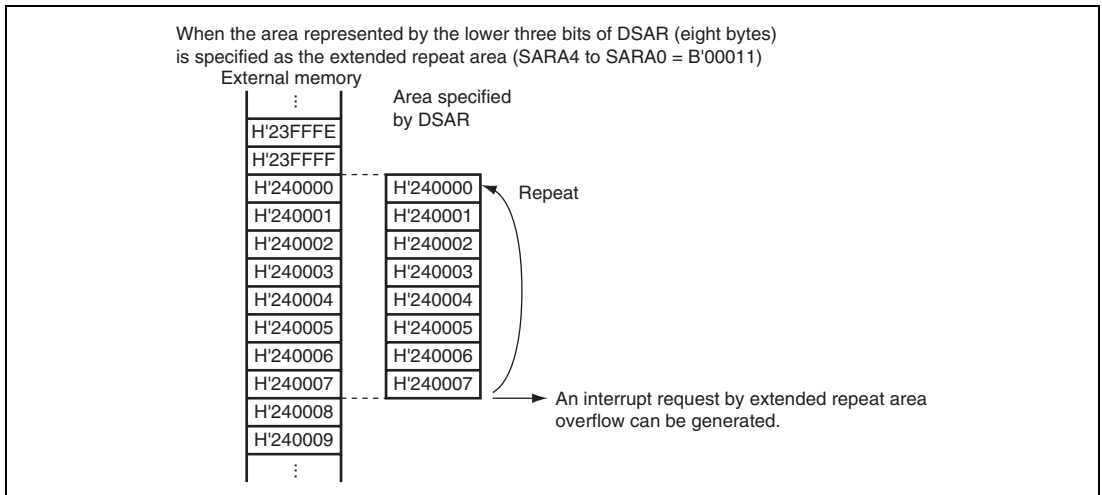 When the area represented by the lower three bits of DSAR (eight bytes)
is specified as the extended repeat area (SARA4 to SARA0 = B'00011)
External memory
Area specified
by DSAR
⋮
H'23FFFE
H'23FFFF
H'240000
H'240001
H'240002
H'240003
H'240004
H'240005
H'240006
H'240007
H'240008
H'240009
⋮
H'240000
H'240001
H'240002
H'240003
H'240004
H'240005
H'240006
H'240007
Repeat
An interrupt request by extended repeat area
overflow can be generated.